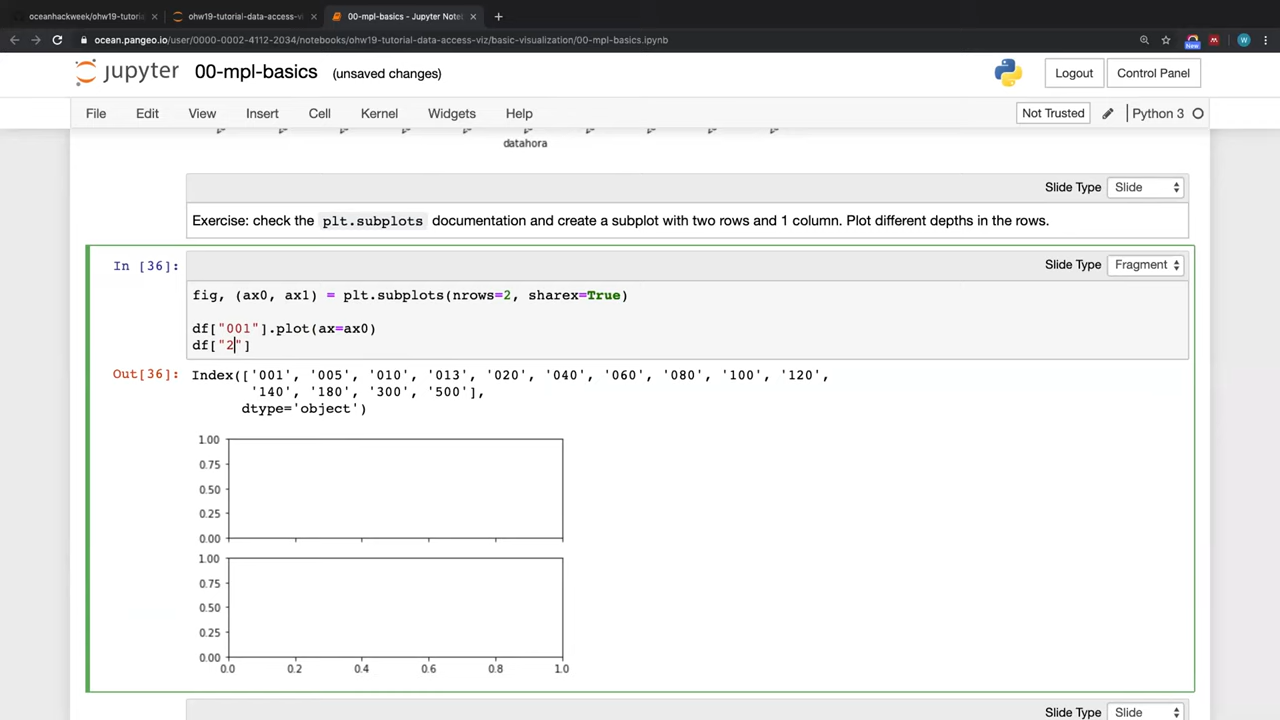 oceanhackweek/ohw19-tutori
ohw19-tutorial-data-access-vi
00-mpl-basics - Jupyter Note
ocean.pangeo.io/user/0000-0002-4112-2034/notebooks/ohw19-tutorial-data-access-viz/basic-visualization/00-mpl-basics.ipynb
New
W
jupyter 00-mpl-basics (unsaved changes)
Logout
Control Panel
File Edit View Insert Cell Kernel Widgets Help
Not Trusted
Python 3
datahora
Slide Type Slide
Exercise: check the plt.subplots documentation and create a subplot with two rows and 1 column. Plot different depths in the rows.
In [36]:
Slide Type Fragment
fig, (ax0, ax1) = plt.subplots(nrows=2, sharex=True)
df["001"].plot(ax=ax0)
df["2"]
Out[36]:
Index(['001', '005', '010', '013', '020', '040', '060', '080', '100', '120',
'140', '180', '300', '500'],
dtype='object')
1.00
0.75
0.50
0.25
0.00
1.00
0.75
0.50
0.25
0.00
0.0 0.2 0.4 0.6 0.8 1.0
Slide Type Slide